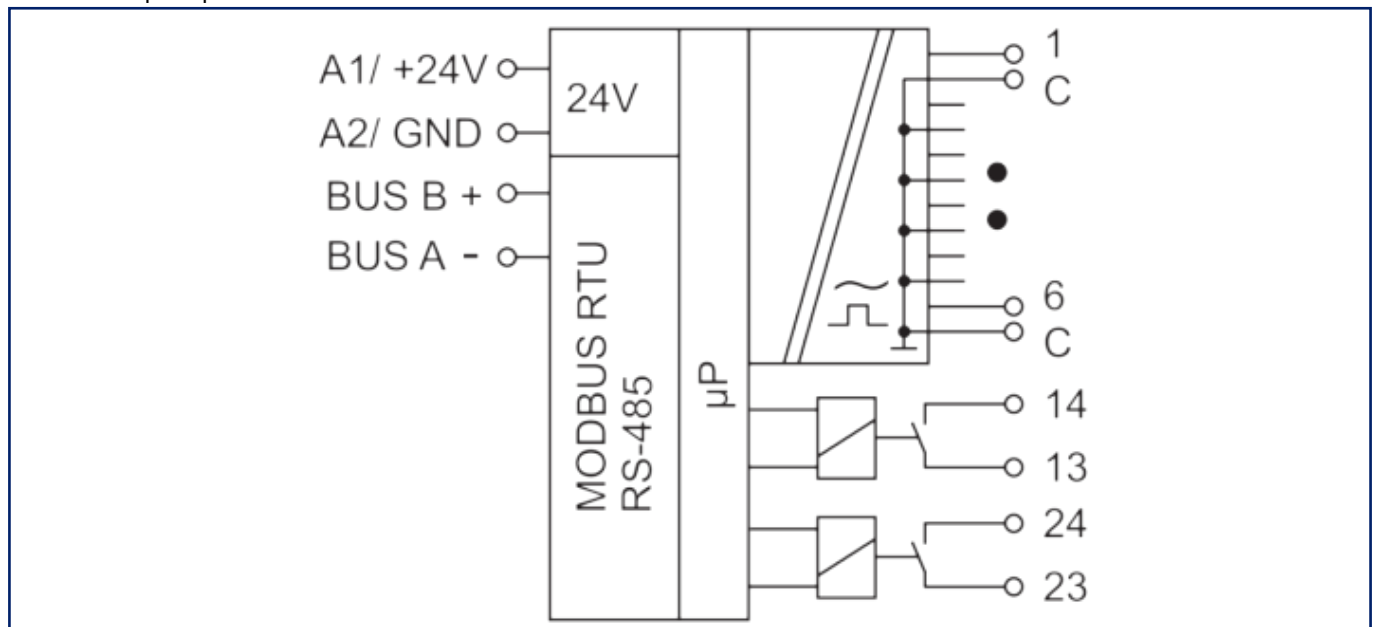 A1/ +24V
A2/ GND
BUS B +
BUS A -
24V
MODBUS RTU
RS-485
µP
1
C
6
C
14
13
24
23